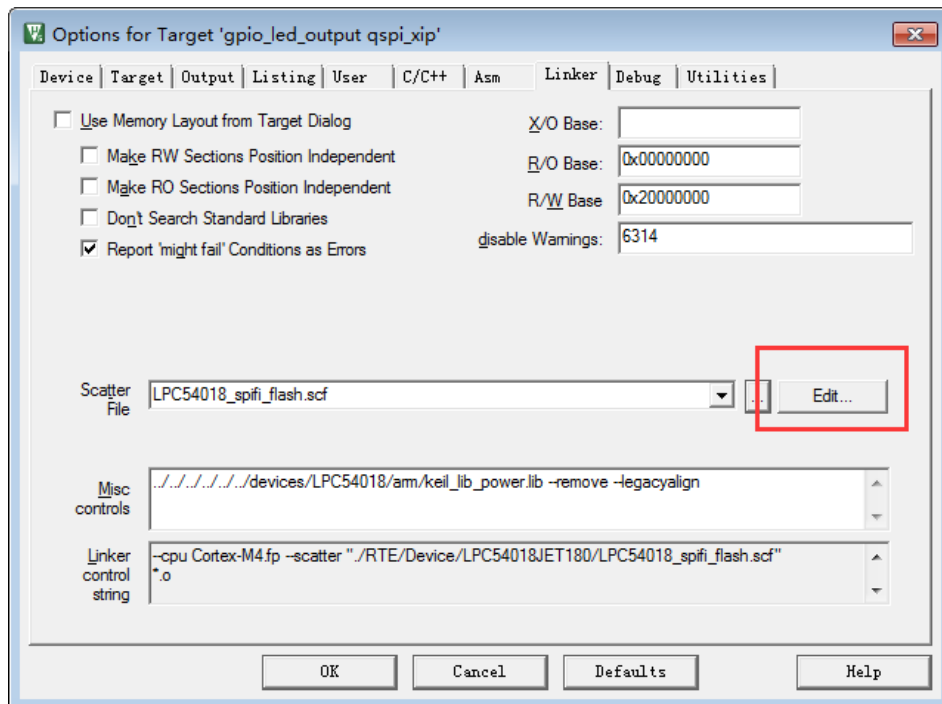 Options for Target 'gpio_led_output qspi_xip'
Device Target Output Listing User C/C++ Asm Linker Debug Utilities
Use Memory Layout from Target Dialog
Make RW Sections Position Independent
Make RO Sections Position Independent
Don't Search Standard Libraries
Report 'might fail' Conditions as Errors
X/O Base:
R/O Base: 0x00000000
R/W Base 0x20000000
disable Warnings: 6314
Scatter File LPC54018_spifi_flash.scf ... Edit...
Misc controls ../../../../../../devices/LPC54018/arm/keil_lib_power.lib --remove --legacyalign
Linker control string --cpu Cortex-M4.fp --scatter "./RTE/Device/LPC54018JET180/LPC54018_spifi_flash.scf"
*.o
OK Cancel Defaults Help